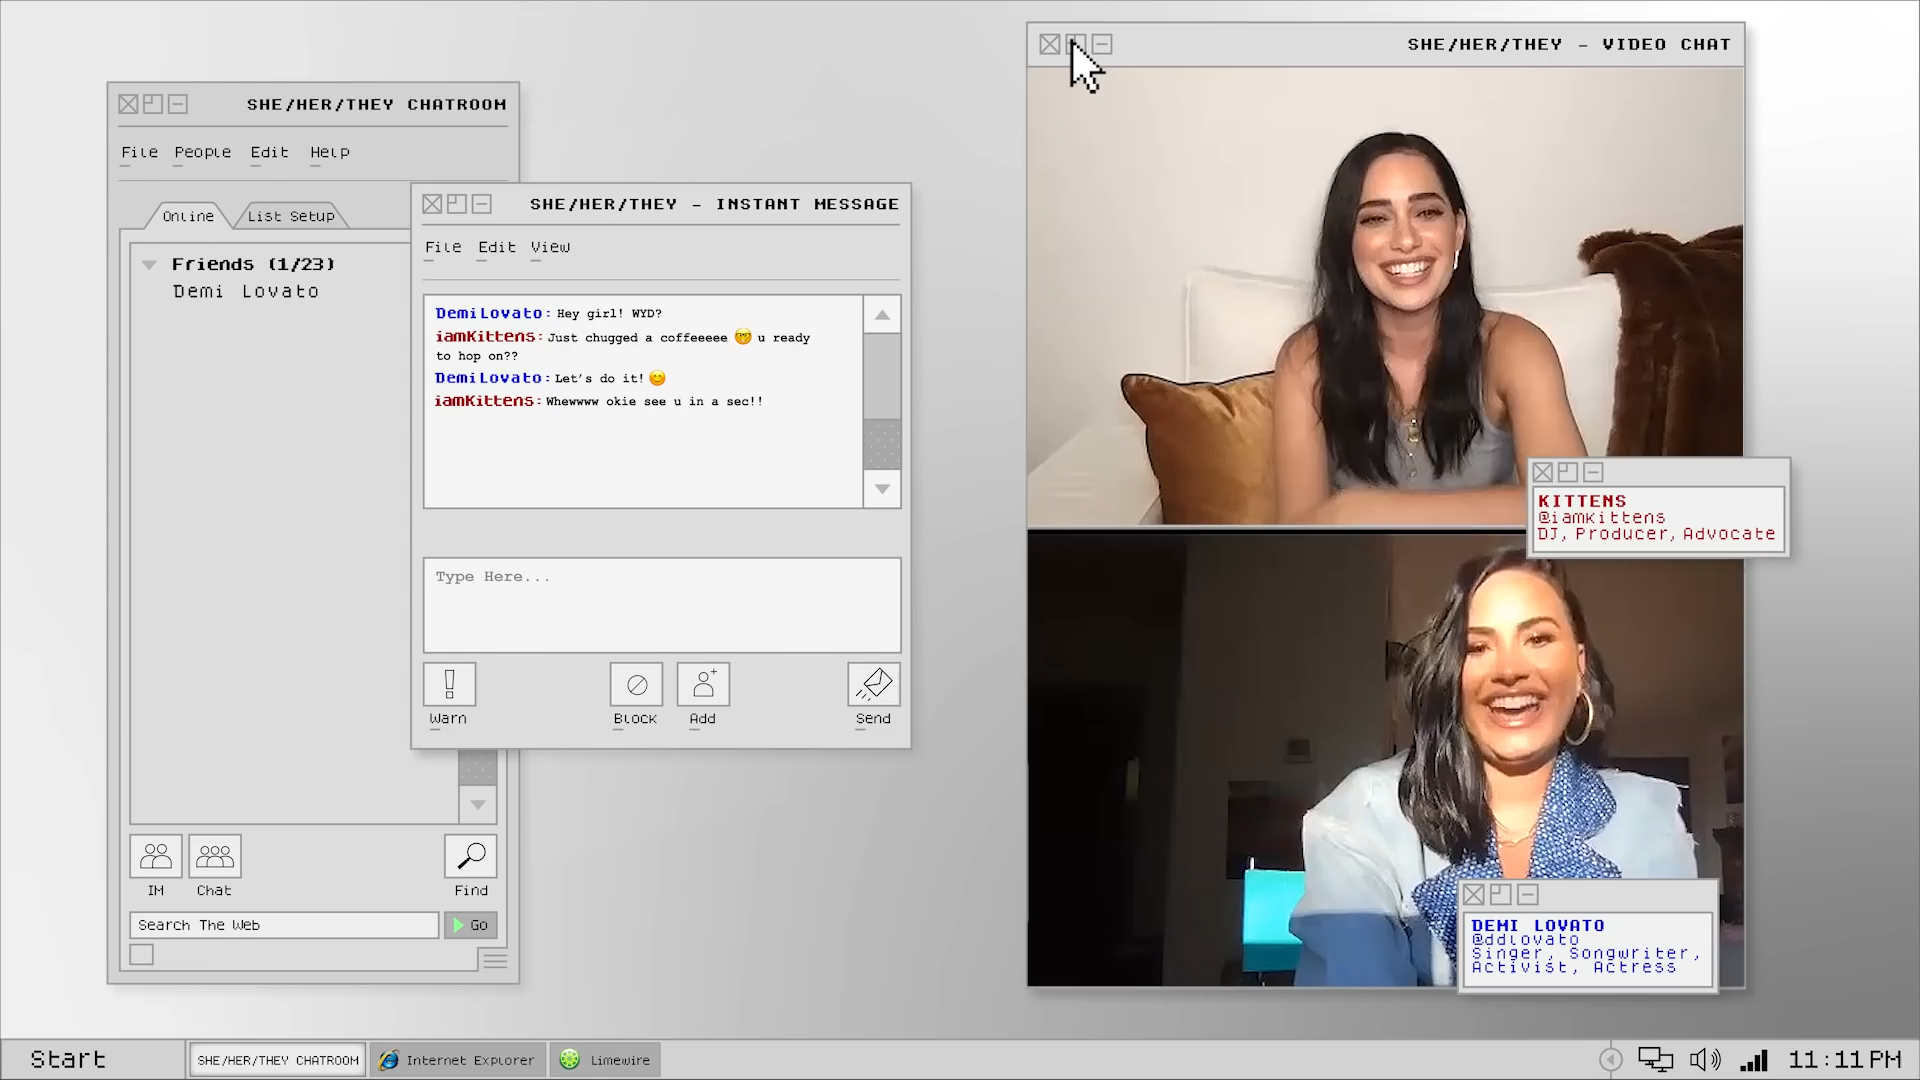 SHE/HER/THEY CHATROOM
File People Edit Help
Online List Setup
Friends (1/23)
Demi Lovato
IM Chat Find
Search The Web Go
SHE/HER/THEY - INSTANT MESSAGE
File Edit View
DemiLovato: Hey girl! WYD?
iamKittens: Just chugged a coffeeeee 🤓 u ready
to hop on??
DemiLovato: Let's do it! 😊
iamKittens: Whewwww okie see u in a sec!!
Type Here...
Warn Block Add Send
SHE/HER/THEY - VIDEO CHAT
KITTENS
@iamkittens
DJ, Producer, Advocate
DEMI LOVATO
@ddlovato
Singer, Songwriter,
Activist, Actress
Start SHE/HER/THEY CHATROOM Internet Explorer Limewire 11:11 PM